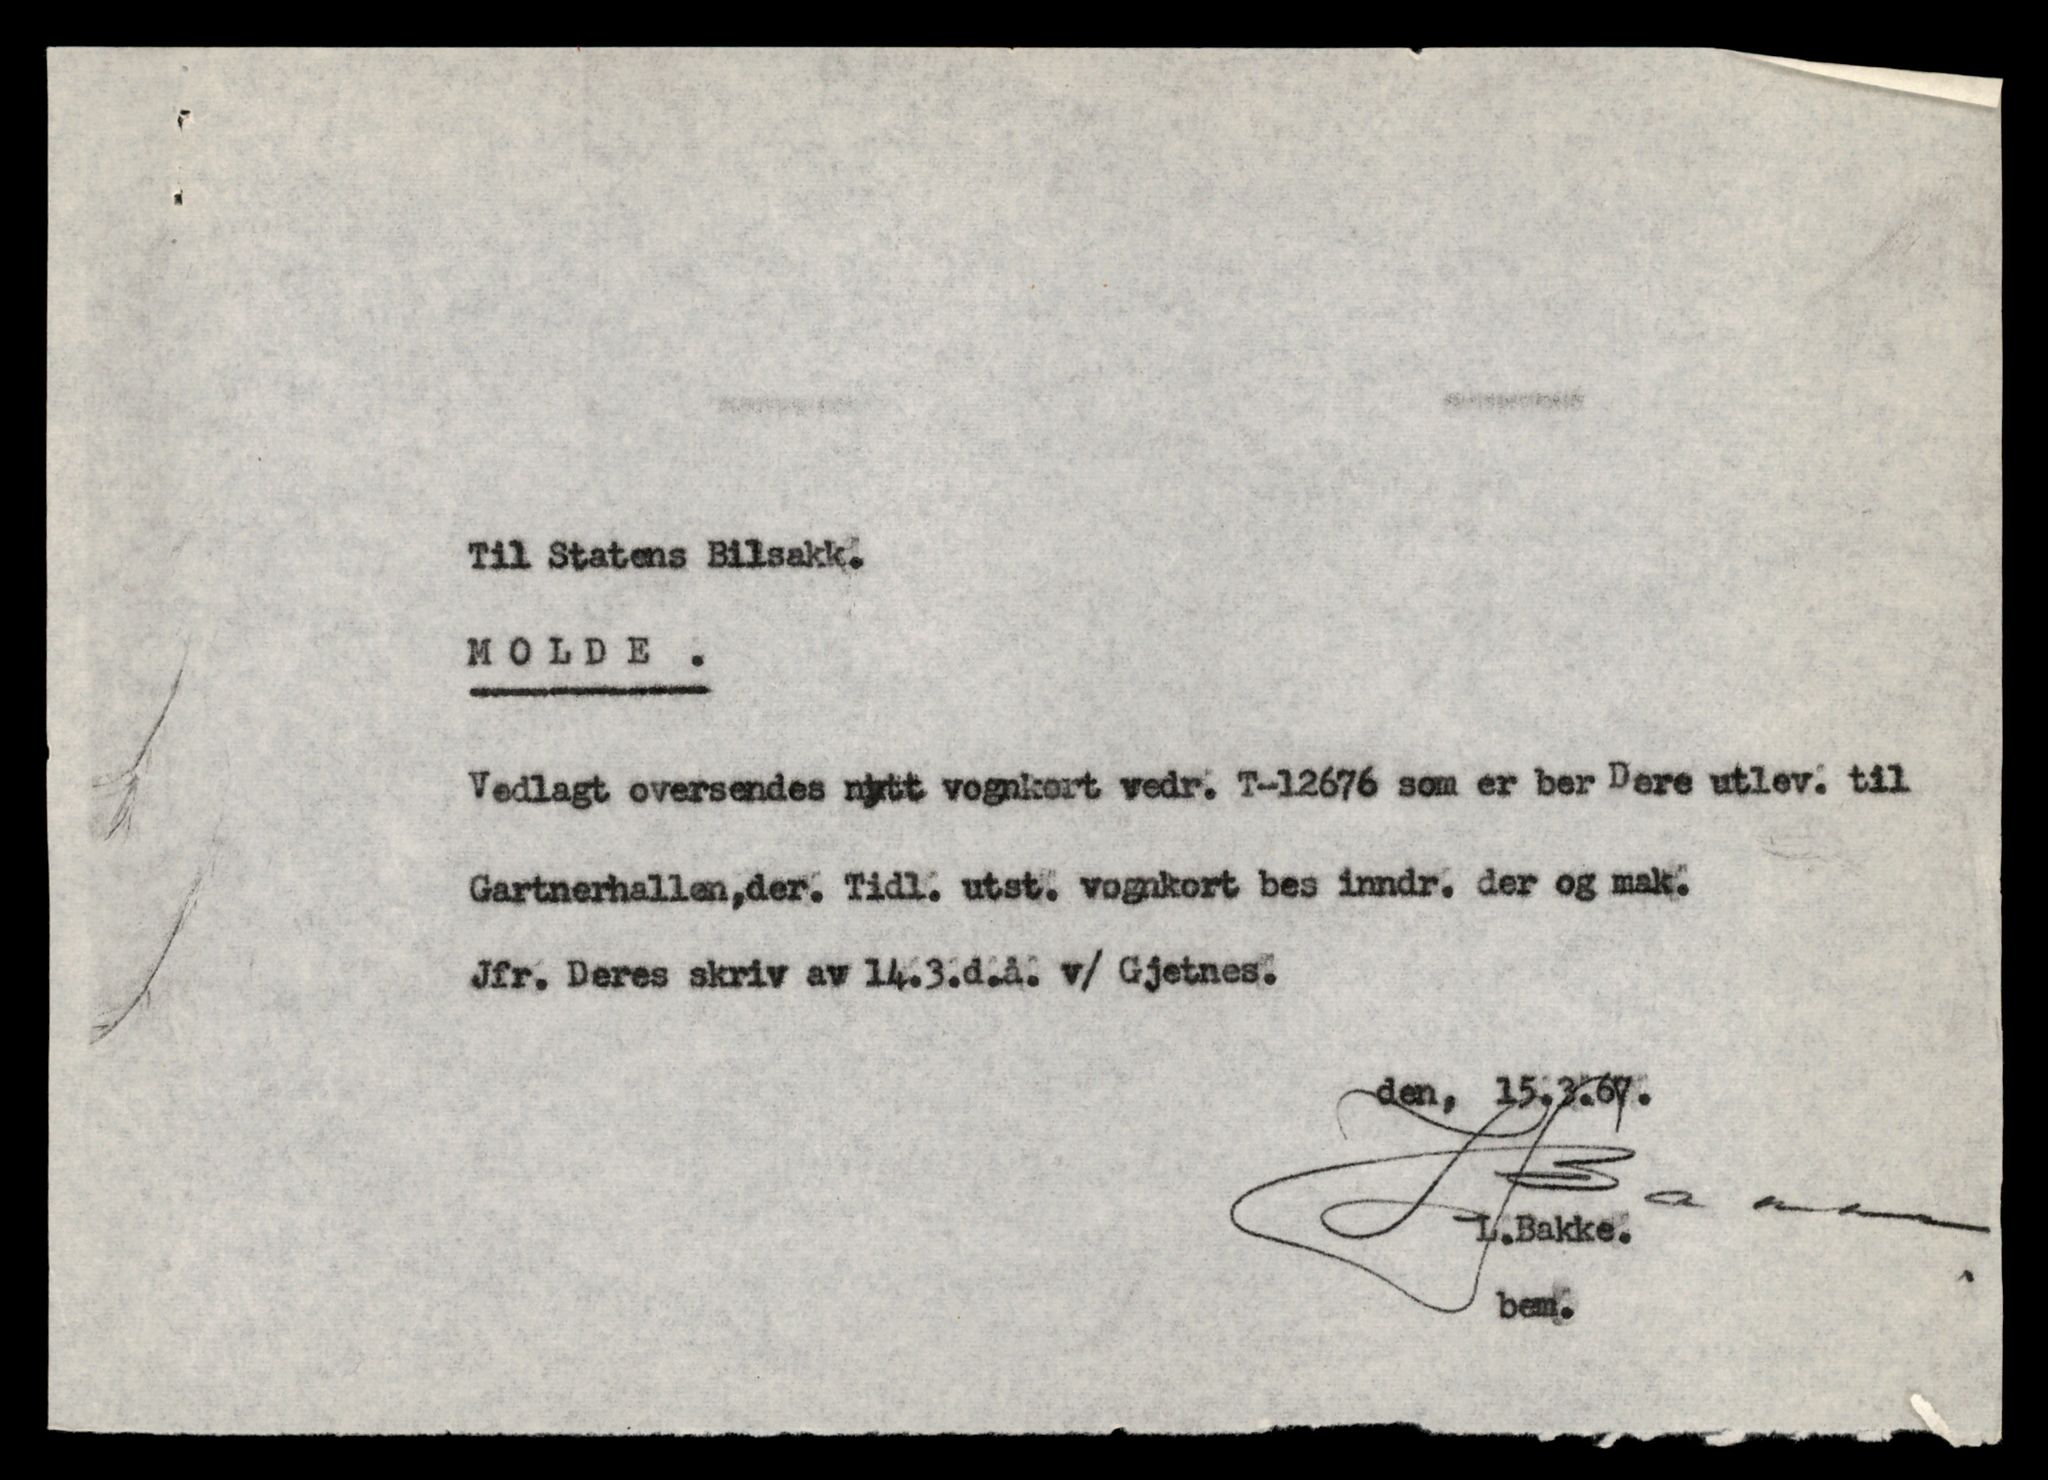 Til Statens Bilsakk.
M O L D E .
Vedlagt oversendes nytt vognkort vedr. T-12676 som er ber Dere utlev. til
Gartnerhallen,der. Tidl. utst. vognkort bes inndr. der og mak.
Jfr. Deres skriv av 14.3.d.å. v/ Gjetnes.
den, 15.3.67.
L Bakke
L.Bakke.
bem.